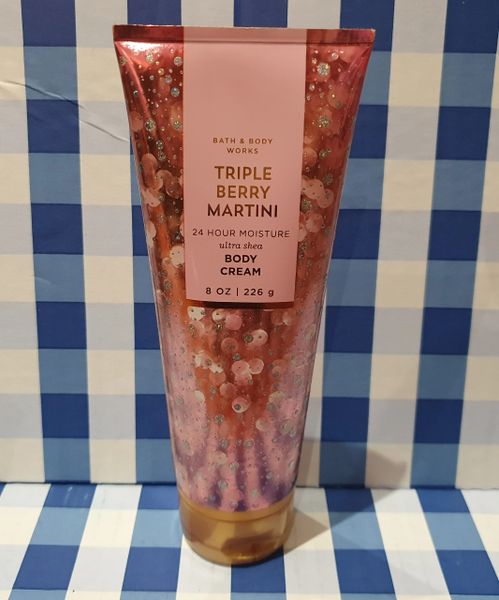 BATH & BODY
WORKS
TRIPLE
BERRY
MARTINI
24 HOUR MOISTURE
ultra shea
BODY
CREAM
8 OZ | 226 g